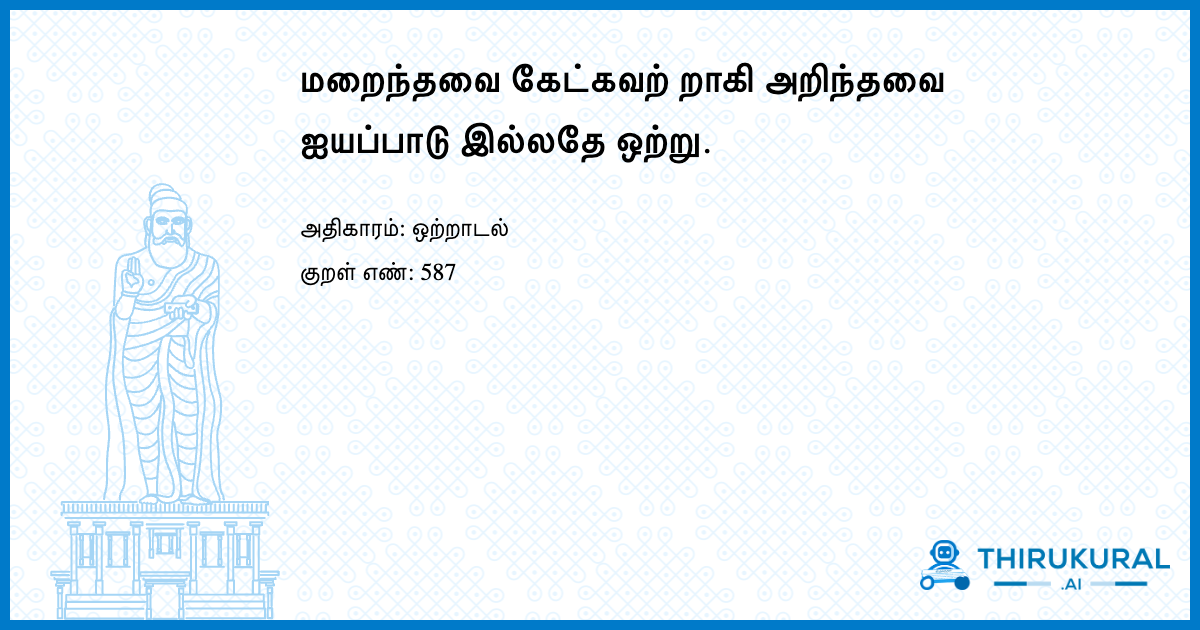 மறைந்தவை கேட்கவற் றாகி அறிந்தவை
ஐயப்பாடு இல்லதே ஒற்று.
அதிகாரம்: ஒற்றாடல்
குறள் எண்: 587
THIRUKURAL
.AI